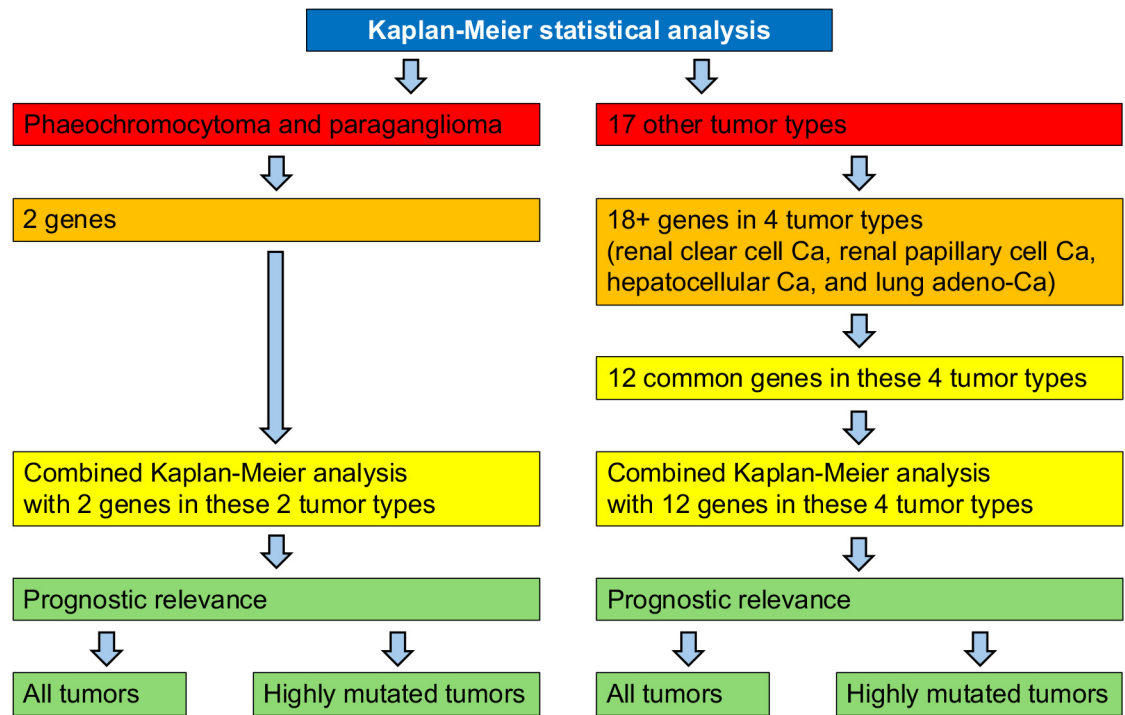 Kaplan-Meier statistical analysis
Phaeochromocytoma and paraganglioma
17 other tumor types
2 genes
18+ genes in 4 tumor types
(renal clear cell Ca, renal papillary cell Ca,
hepatocellular Ca, and lung adeno-Ca)
12 common genes in these 4 tumor types
Combined Kaplan-Meier analysis
with 2 genes in these 2 tumor types
Combined Kaplan-Meier analysis
with 12 genes in these 4 tumor types
Prognostic relevance
Prognostic relevance
All tumors
Highly mutated tumors
All tumors
Highly mutated tumors